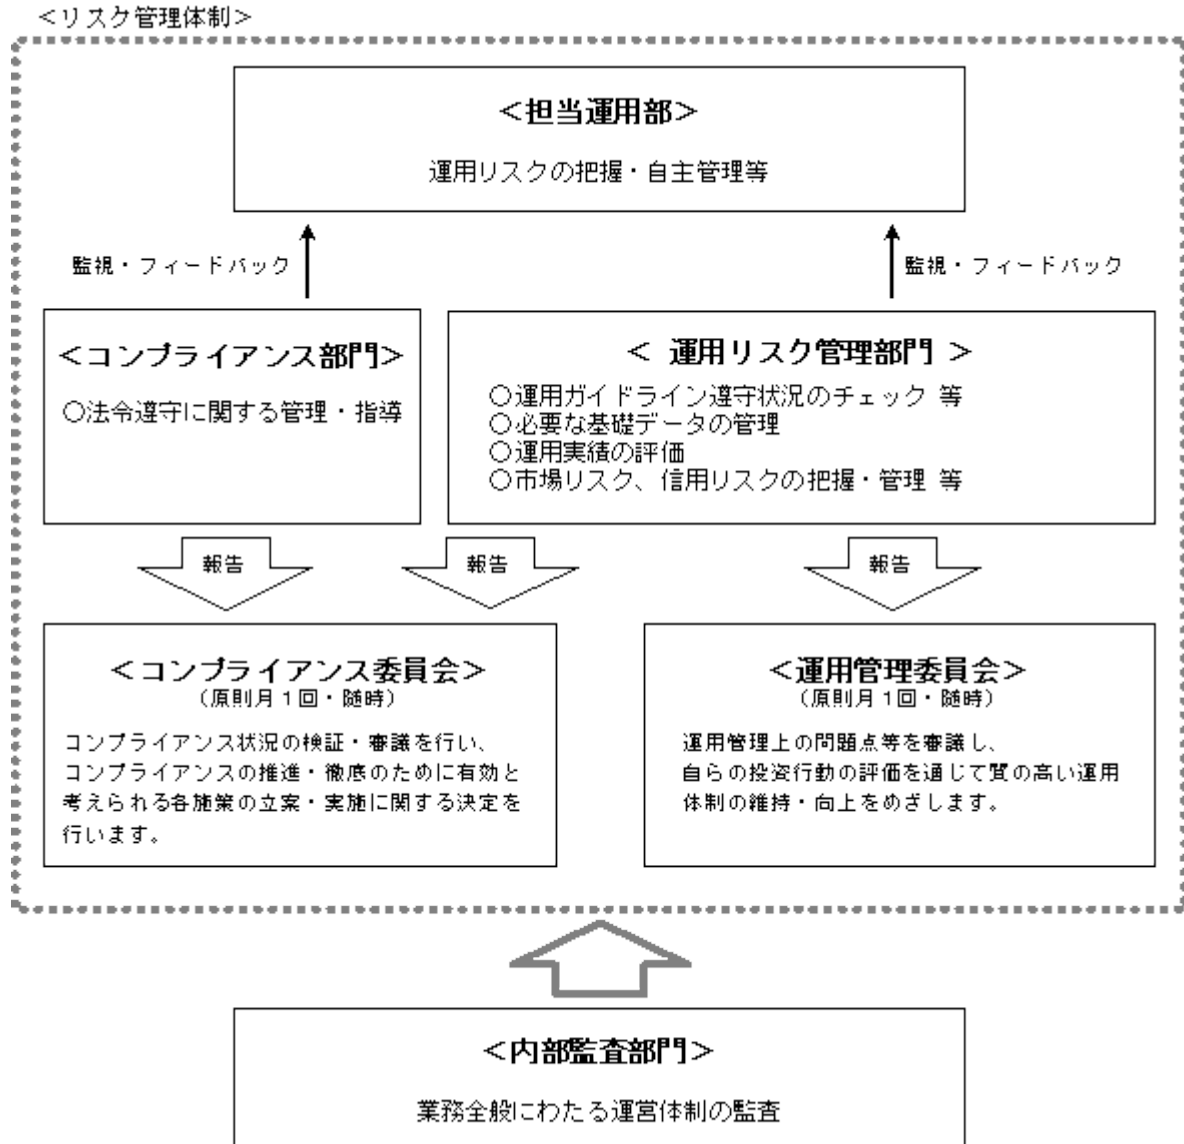 ＜リスク管理体制＞
＜担当運用部＞
運用リスクの把握・自主管理等
監視・フィードバック
監視・フィードバック
＜コンプライアンス部門＞
○法令遵守に関する管理・指導
＜ 運用リスク管理部門 ＞
○運用ガイドライン遵守状況のチェック 等
○必要な基礎データの管理
○運用実績の評価
○市場リスク、信用リスクの把握・管理 等
報告
報告
報告
＜コンプライアンス委員会＞
（原則月１回・随時）
コンプライアンス状況の検証・審議を行い、
コンプライアンスの推進・徹底のために有効と
考えられる各施策の立案・実施に関する決定を
行います。
＜運用管理委員会＞
（原則月１回・随時）
運用管理上の問題点等を審議し、
自らの投資行動の評価を通じて質の高い運用
体制の維持・向上をめざします。
＜内部監査部門＞
業務全般にわたる運営体制の監査